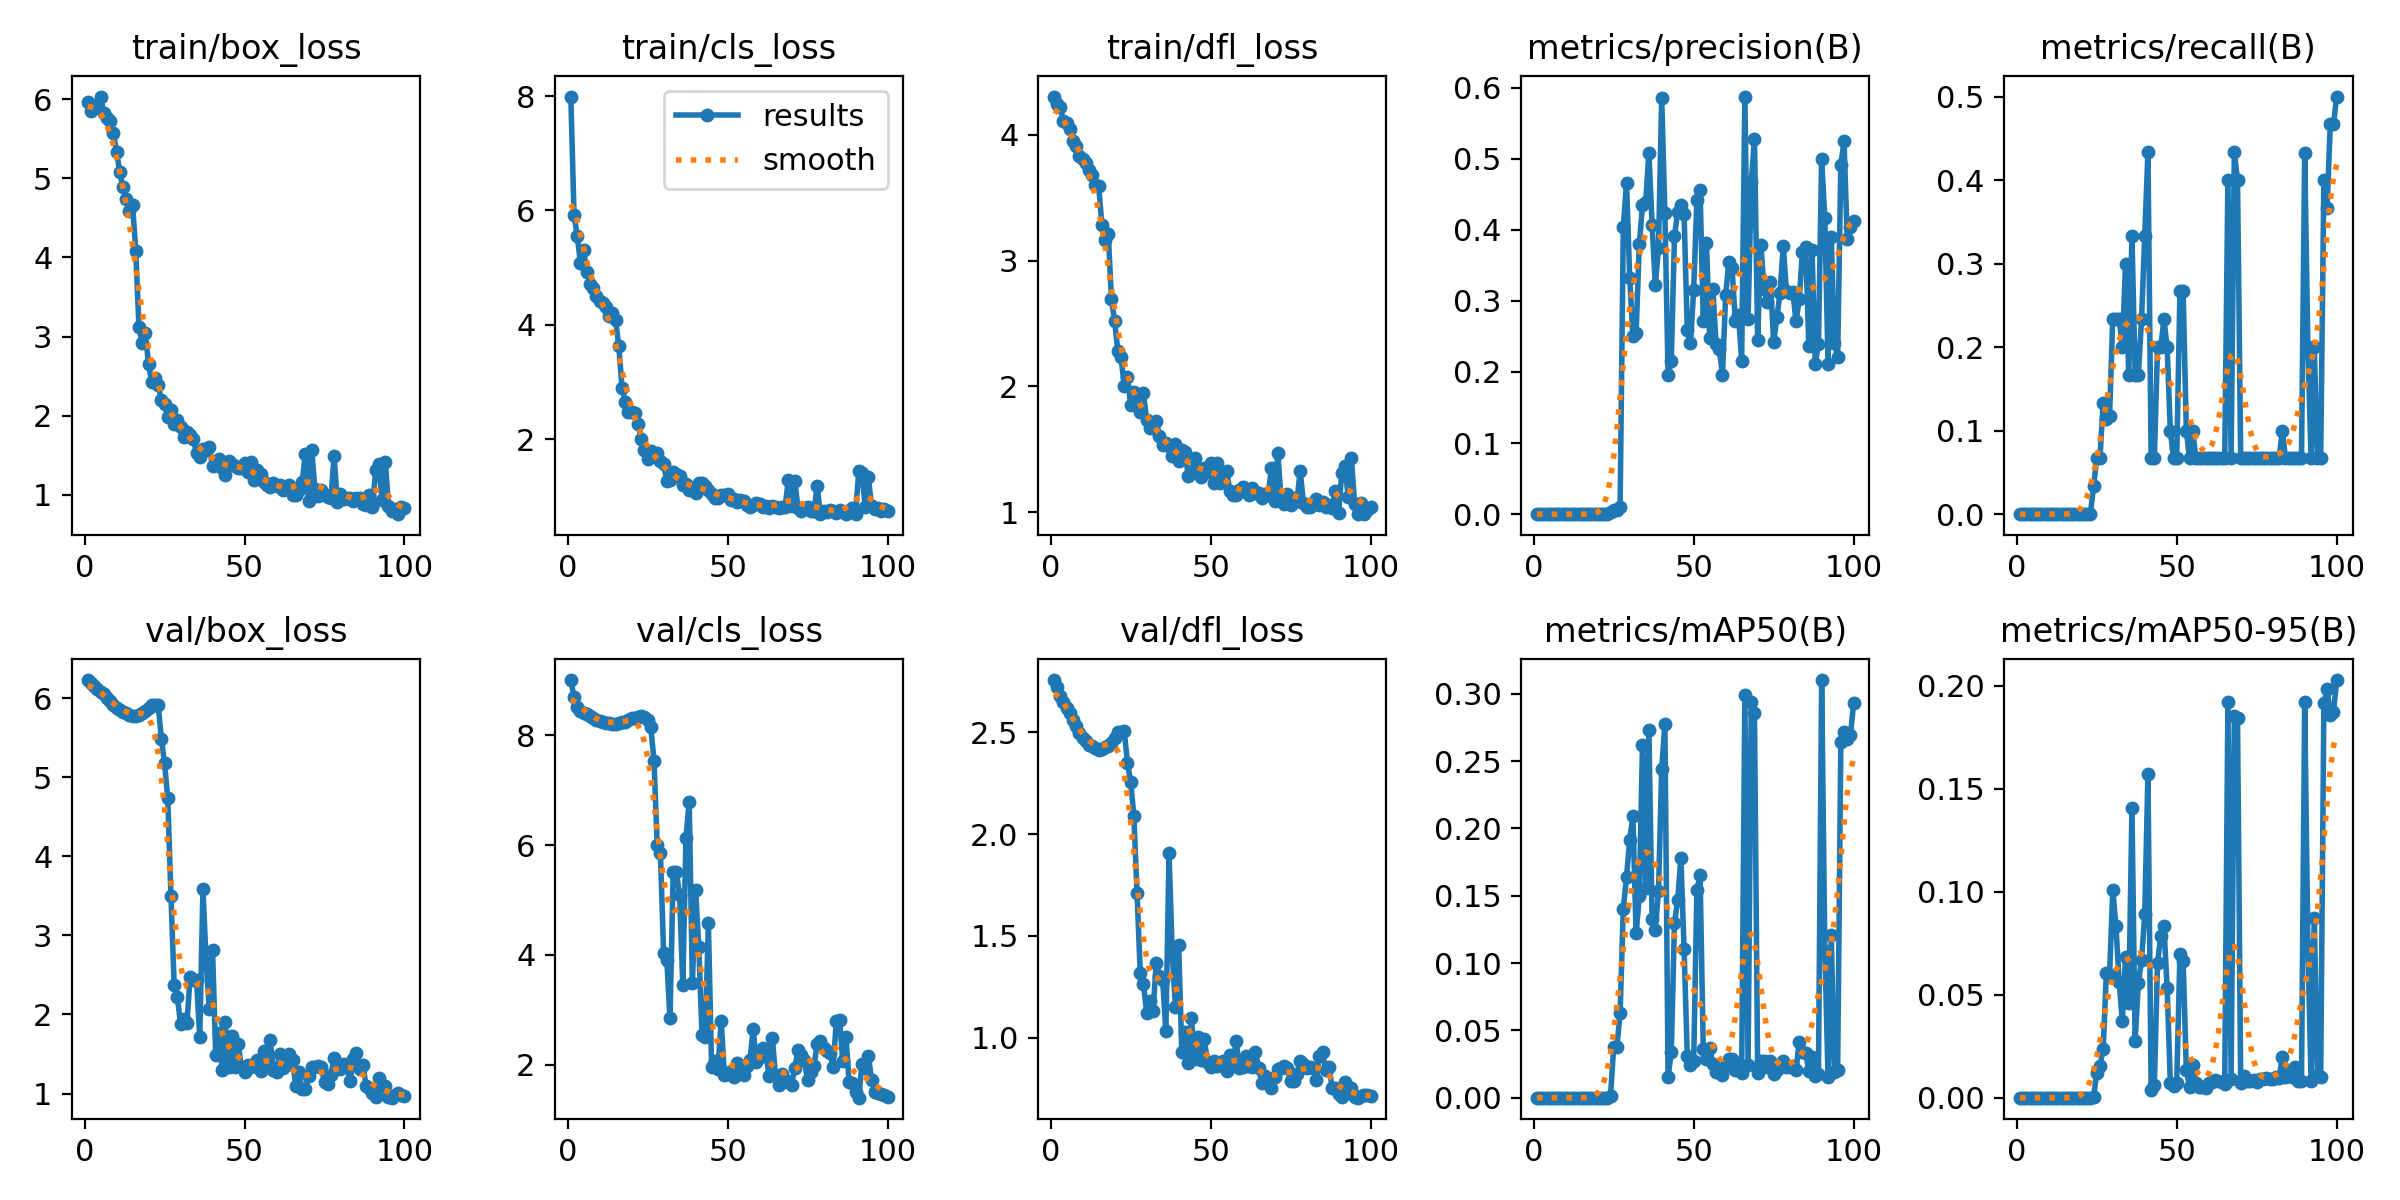 train/box_loss
6
5
4
3
2
1
0 50 100
train/cls_loss
results
smooth
8
6
4
2
0 50 100
train/dfl_loss
4
3
2
1
0 50 100
metrics/precision(B)
0.6
0.5
0.4
0.3
0.2
0.1
0.0
0 50 100
metrics/recall(B)
0.5
0.4
0.3
0.2
0.1
0.0
0 50 100
val/box_loss
6
5
4
3
2
1
0 50 100
val/cls_loss
8
6
4
2
0 50 100
val/dfl_loss
2.5
2.0
1.5
1.0
0 50 100
metrics/mAP50(B)
0.30
0.25
0.20
0.15
0.10
0.05
0.00
0 50 100
metrics/mAP50-95(B)
0.20
0.15
0.10
0.05
0.00
0 50 100